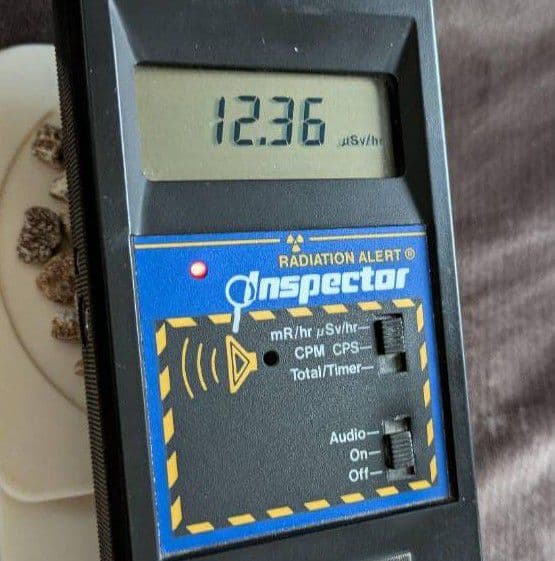 12.36 µSv/hr
RADIATION ALERT ®
Inspector
mR/hr µSv/hr
CPM CPS
Total/Timer
Audio
On
Off